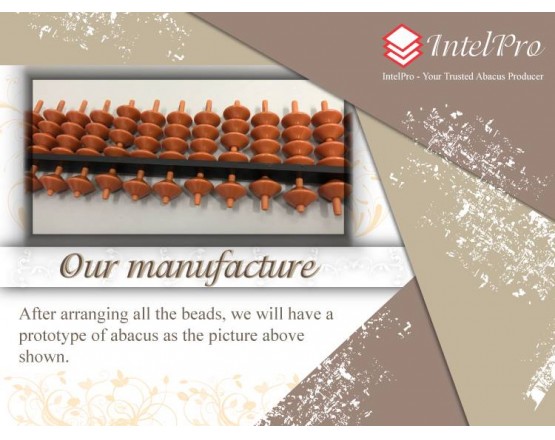 IntelPro
IntelPro - Your Trusted Abacus Producer
Our manufacture
After arranging all the beads, we will have a
prototype of abacus as the picture above
shown.